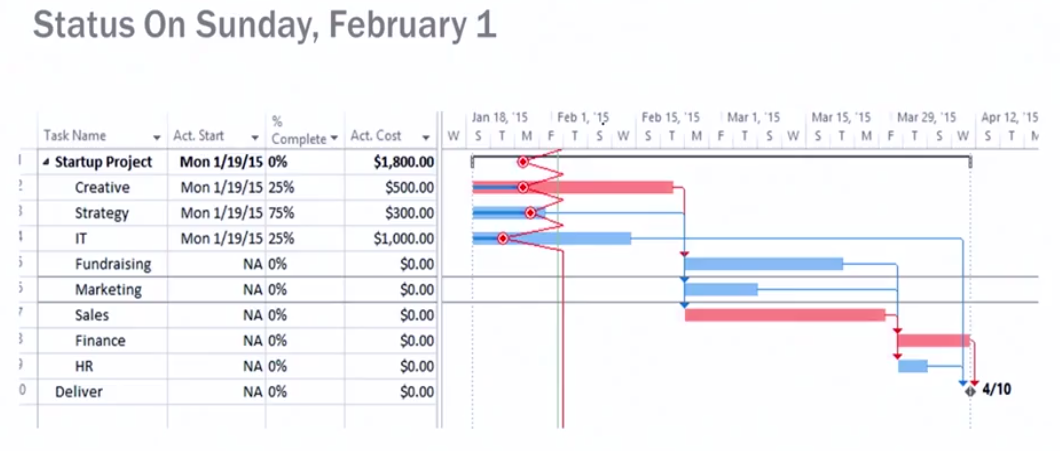 Status On Sunday, February 1
Jan 18, '15 Feb 1, '15 Feb 15, '15 Mar 1, '15 Mar 15, '15 Mar 29, '15 Apr 12, '15
Task Name Act. Start % Complete Act. Cost W S T M F T S W S T M F T S W S T M
1 Startup Project Mon 1/19/15 0% $1,800.00
2 Creative Mon 1/19/15 25% $500.00
3 Strategy Mon 1/19/15 75% $300.00
4 IT Mon 1/19/15 25% $1,000.00
5 Fundraising NA 0% $0.00
Marketing NA 0% $0.00
7 Sales NA 0% $0.00
Finance NA 0% $0.00
HR NA 0% $0.00
0 Deliver NA 0% $0.00 4/10